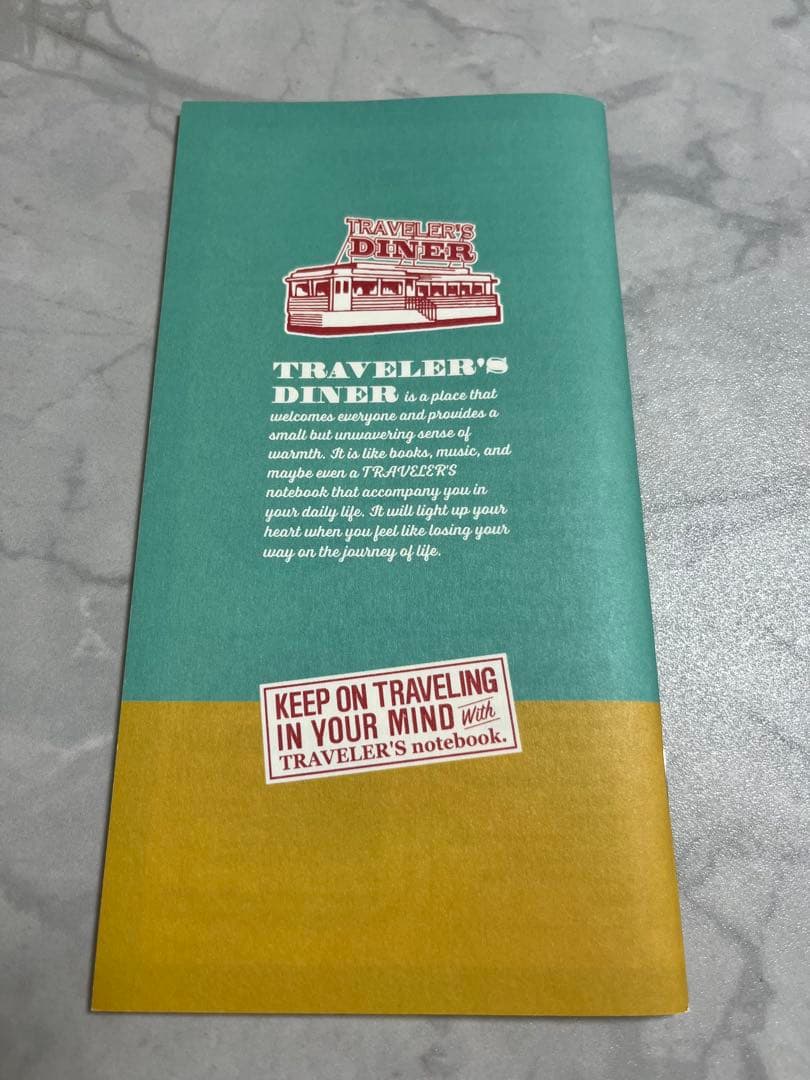 TRAVELER'S
DINER
TRAVELER'S
DINER is a place that
welcomes everyone and provides a
small but unwavering sense of
warmth. It is like books, music, and
maybe even a TRAVELER'S
notebook that accompany you in
your daily life. It will light up your
heart when you feel like losing your
way on the journey of life.
KEEP ON TRAVELING
IN YOUR MIND With
TRAVELER'S notebook.